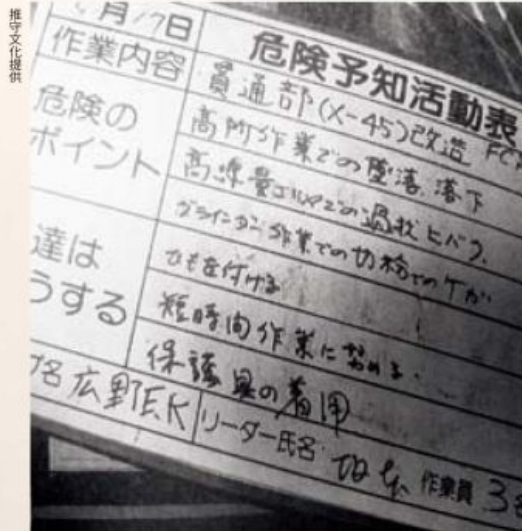 推守文化提供
月17日
危険予知活動表
作業内容
貫通部(X-45)改造
危険の
ポイント
高所作業での墜落、落下
高線量エリアでの過剰ヒバク
グラインダー作業での切粉でのケガ
達は
うする
ひもを付ける
短時間作業に努める
保護具の着用
名 広野E.K
リーダー氏名
作業員 3名